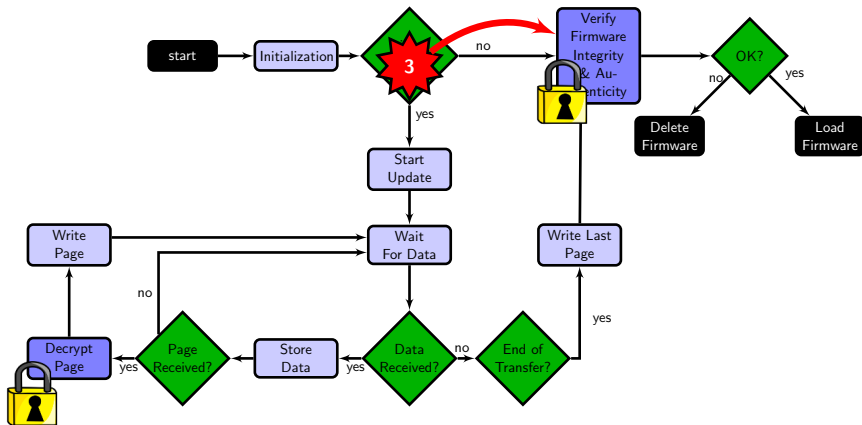 start
Initialization
3
no
Verify
Firmware
Integrity
& Au-
OK?
no
yes
Delete
Firmware
Load
Firmware
yes
Start
Update
Write
Page
Wait
For Data
Write Last
Page
no
yes
Decrypt
Page
yes
Page
Received?
Store
Data
yes
Data
Received?
no
End of
Transfer?